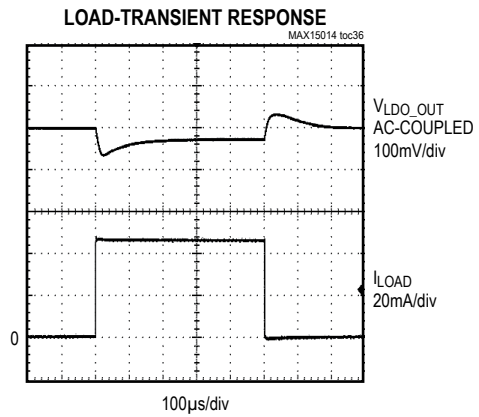 LOAD-TRANSIENT RESPONSE
MAX15014 toc36
VLDO_OUT
AC-COUPLED
100mV/div
ILOAD
20mA/div
0
100µs/div